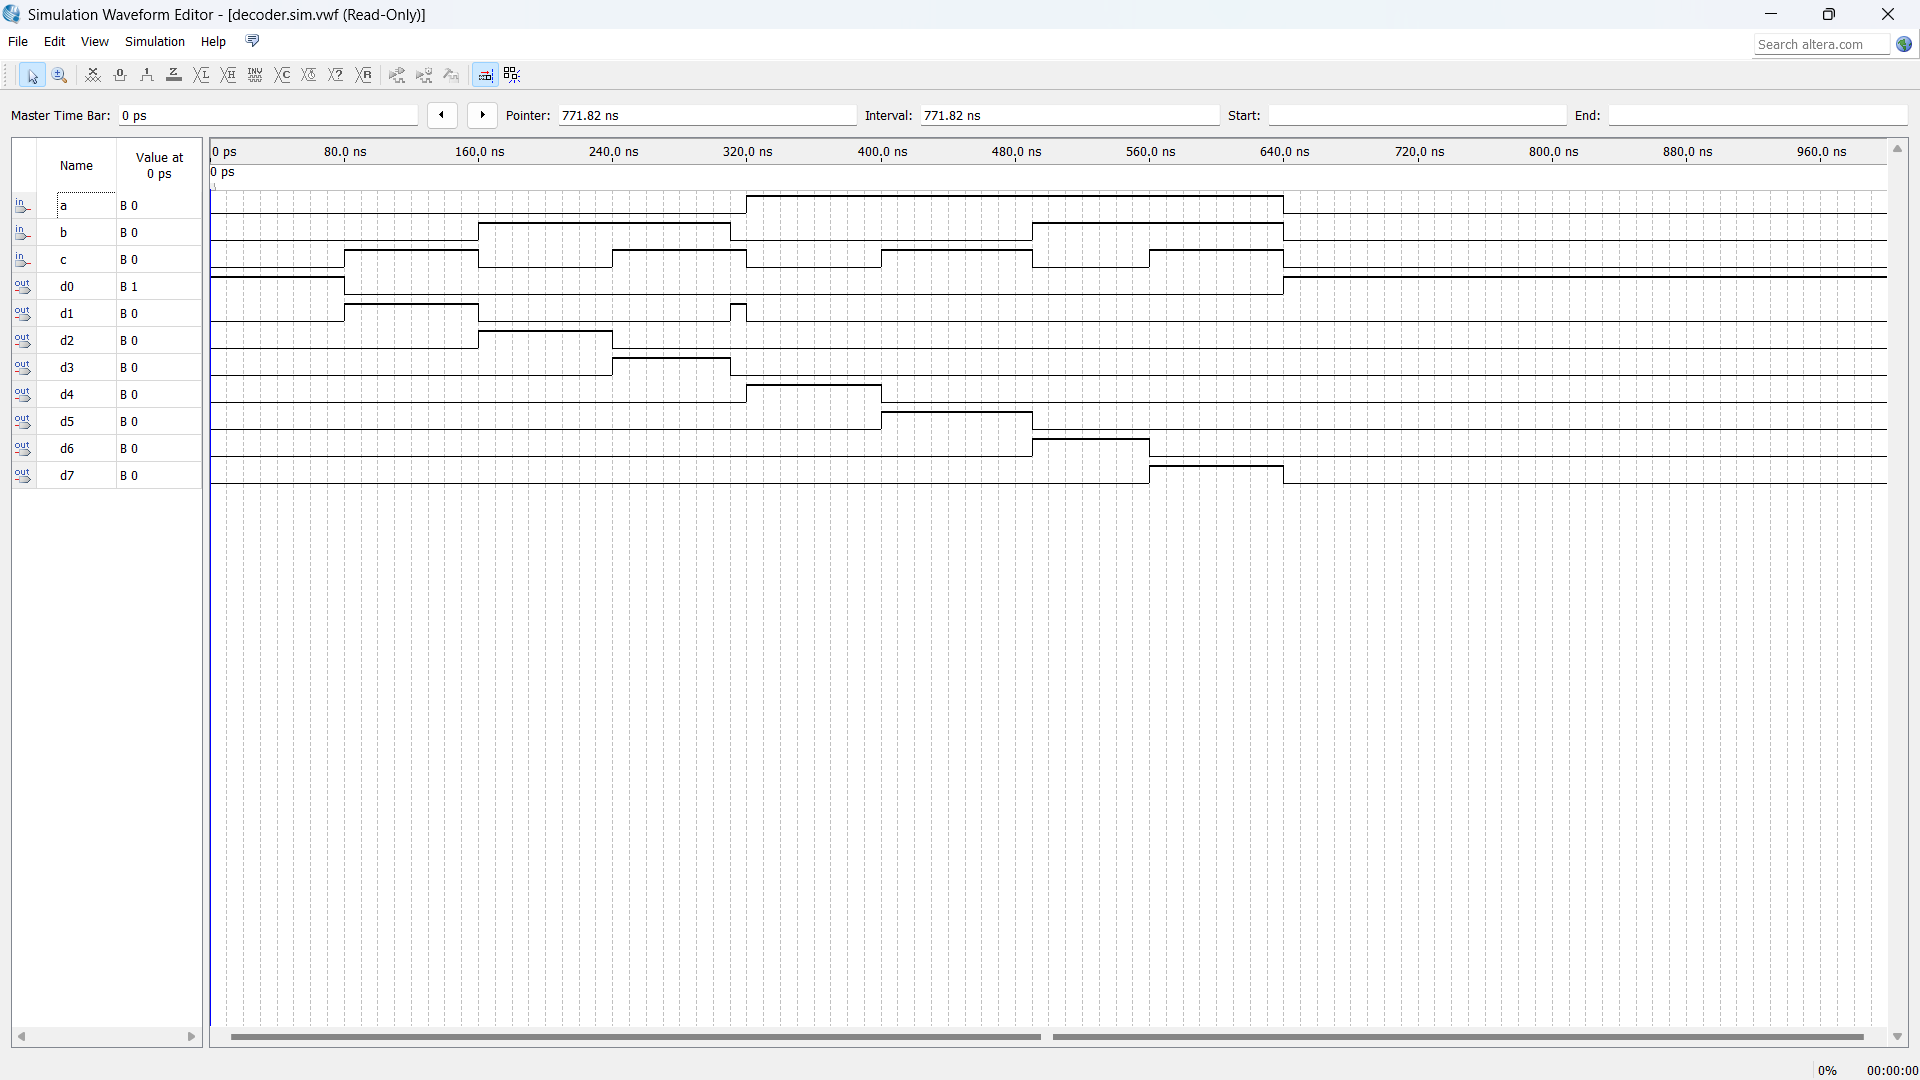 Simulation Waveform Editor - [decoder.sim.vwf (Read-Only)]
File Edit View Simulation Help
Search altera.com
Master Time Bar: 0 ps Pointer: 771.82 ns Interval: 771.82 ns Start: End:
Name Value at 0 ps
0 ps 80.0 ns 160.0 ns 240.0 ns 320.0 ns 400.0 ns 480.0 ns 560.0 ns 640.0 ns 720.0 ns 800.0 ns 880.0 ns 960.0 ns
0 ps
in a B 0
in b B 0
in c B 0
out d0 B 1
out d1 B 0
out d2 B 0
out d3 B 0
out d4 B 0
out d5 B 0
out d6 B 0
out d7 B 0
0% 00:00:00